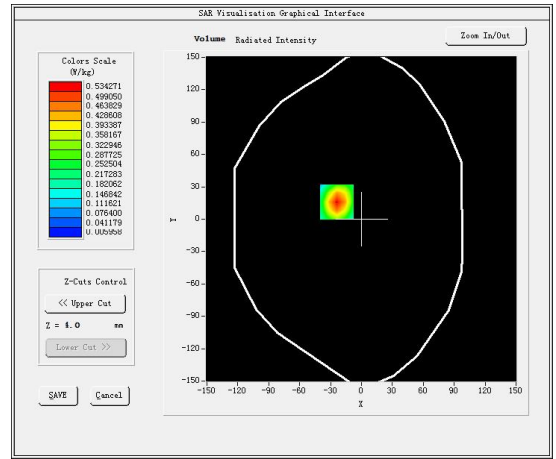 SAR Visualisation Graphical Interface
Volume Radiated Intensity
Zoom In/Out
Colors Scale
(W/kg)
0.534271
0.499050
0.463829
0.428608
0.393387
0.358167
0.322946
0.287725
0.252504
0.217283
0.182062
0.146842
0.111621
0.076400
0.041179
0.005958
Z-Cuts Control
<< Upper Cut
Z = 4.0 mm
Lower Cut >>
SAVE
Cancel
150
120
90
60
30
0
-30
-60
-90
-120
-150
Y
-150 -120 -90 -60 -30 0 30 60 90 120 150
X